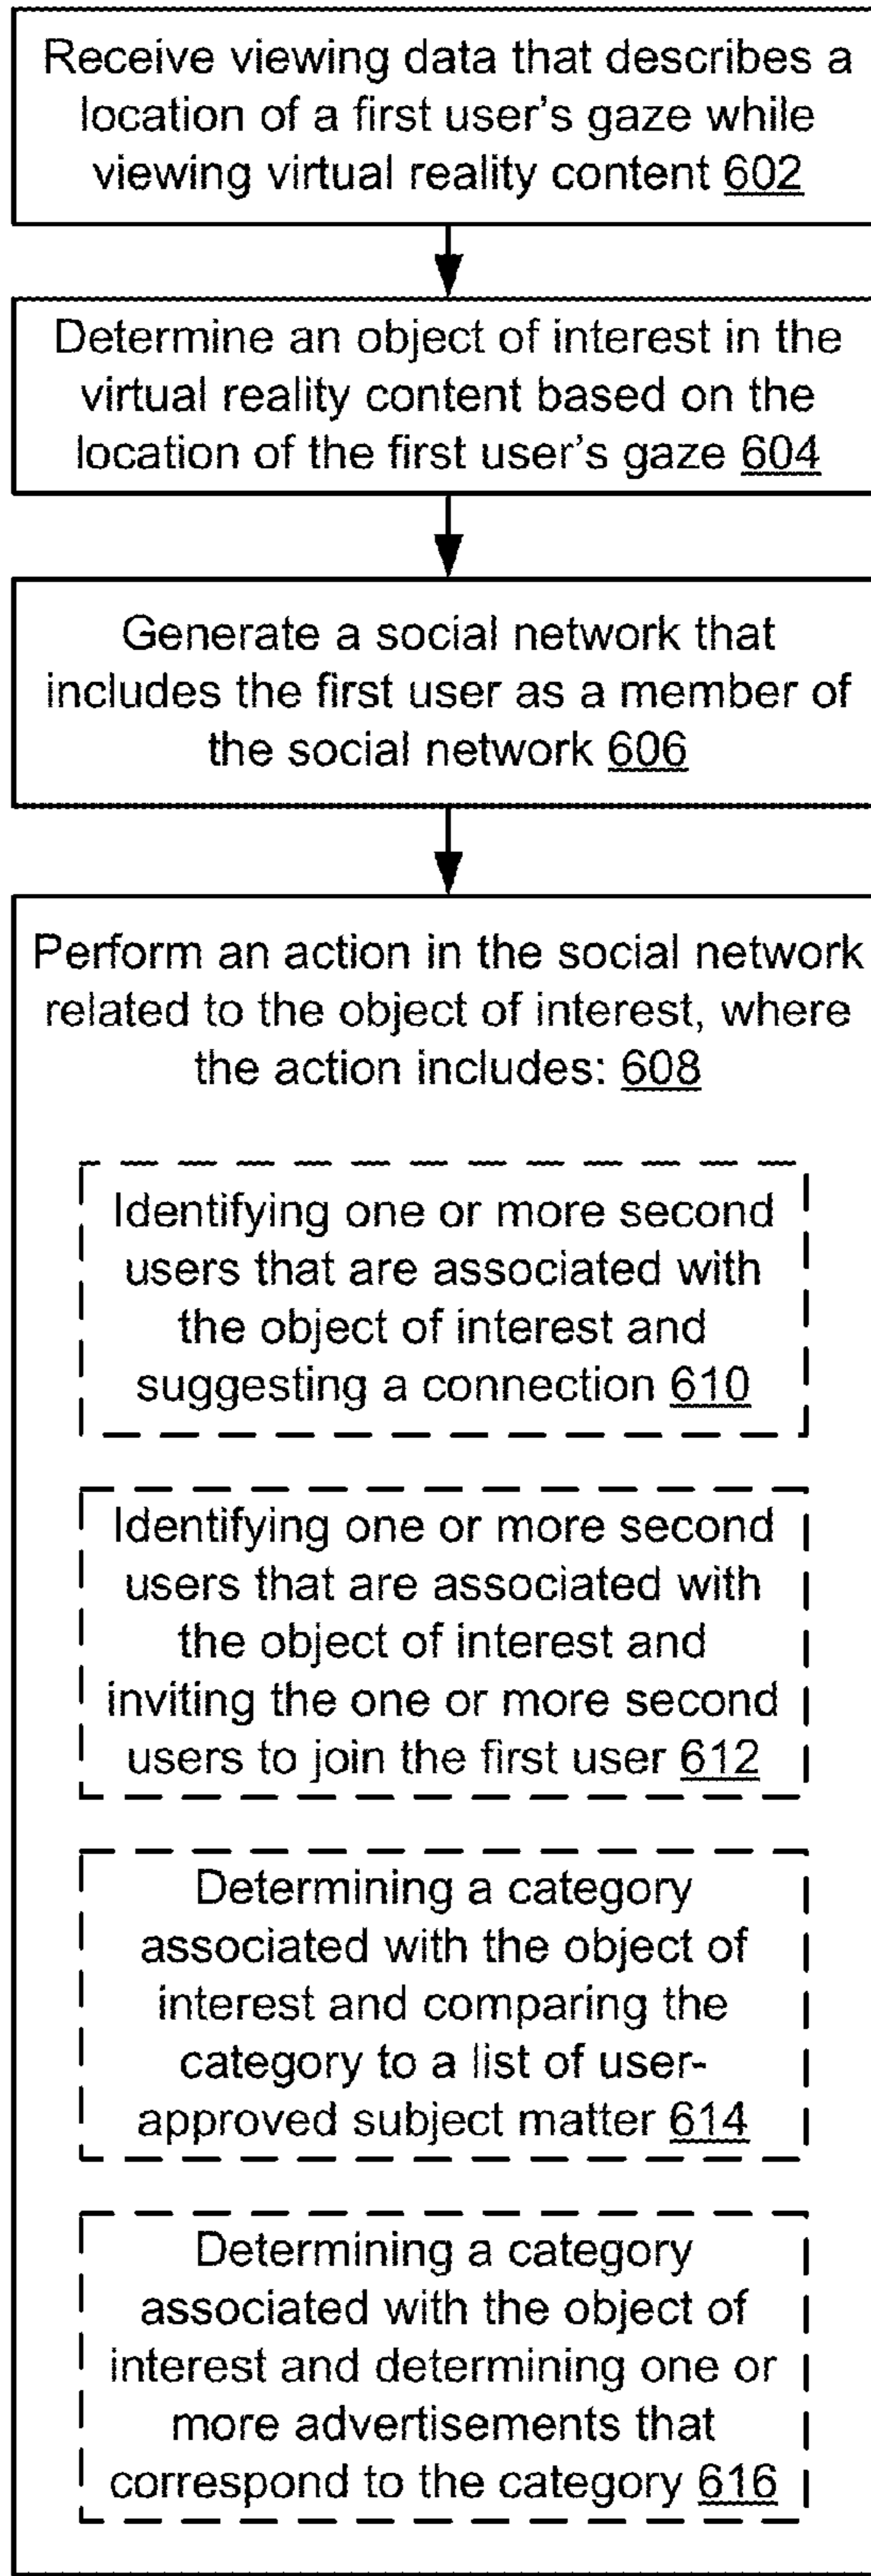 Receive viewing data that describes a
location of a first user's gaze while
viewing virtual reality content 602
Determine an object of interest in the
virtual reality content based on the
location of the first user's gaze 604
Generate a social network that
includes the first user as a member of
the social network 606
Perform an action in the social network
related to the object of interest, where
the action includes: 608
Identifying one or more second
users that are associated with
the object of interest and
suggesting a connection 610
Identifying one or more second
users that are associated with
the object of interest and
inviting the one or more second
users to join the first user 612
Determining a category
associated with the object of
interest and comparing the
category to a list of user-
approved subject matter 614
Determining a category
associated with the object of
interest and determining one or
more advertisements that
correspond to the category 616